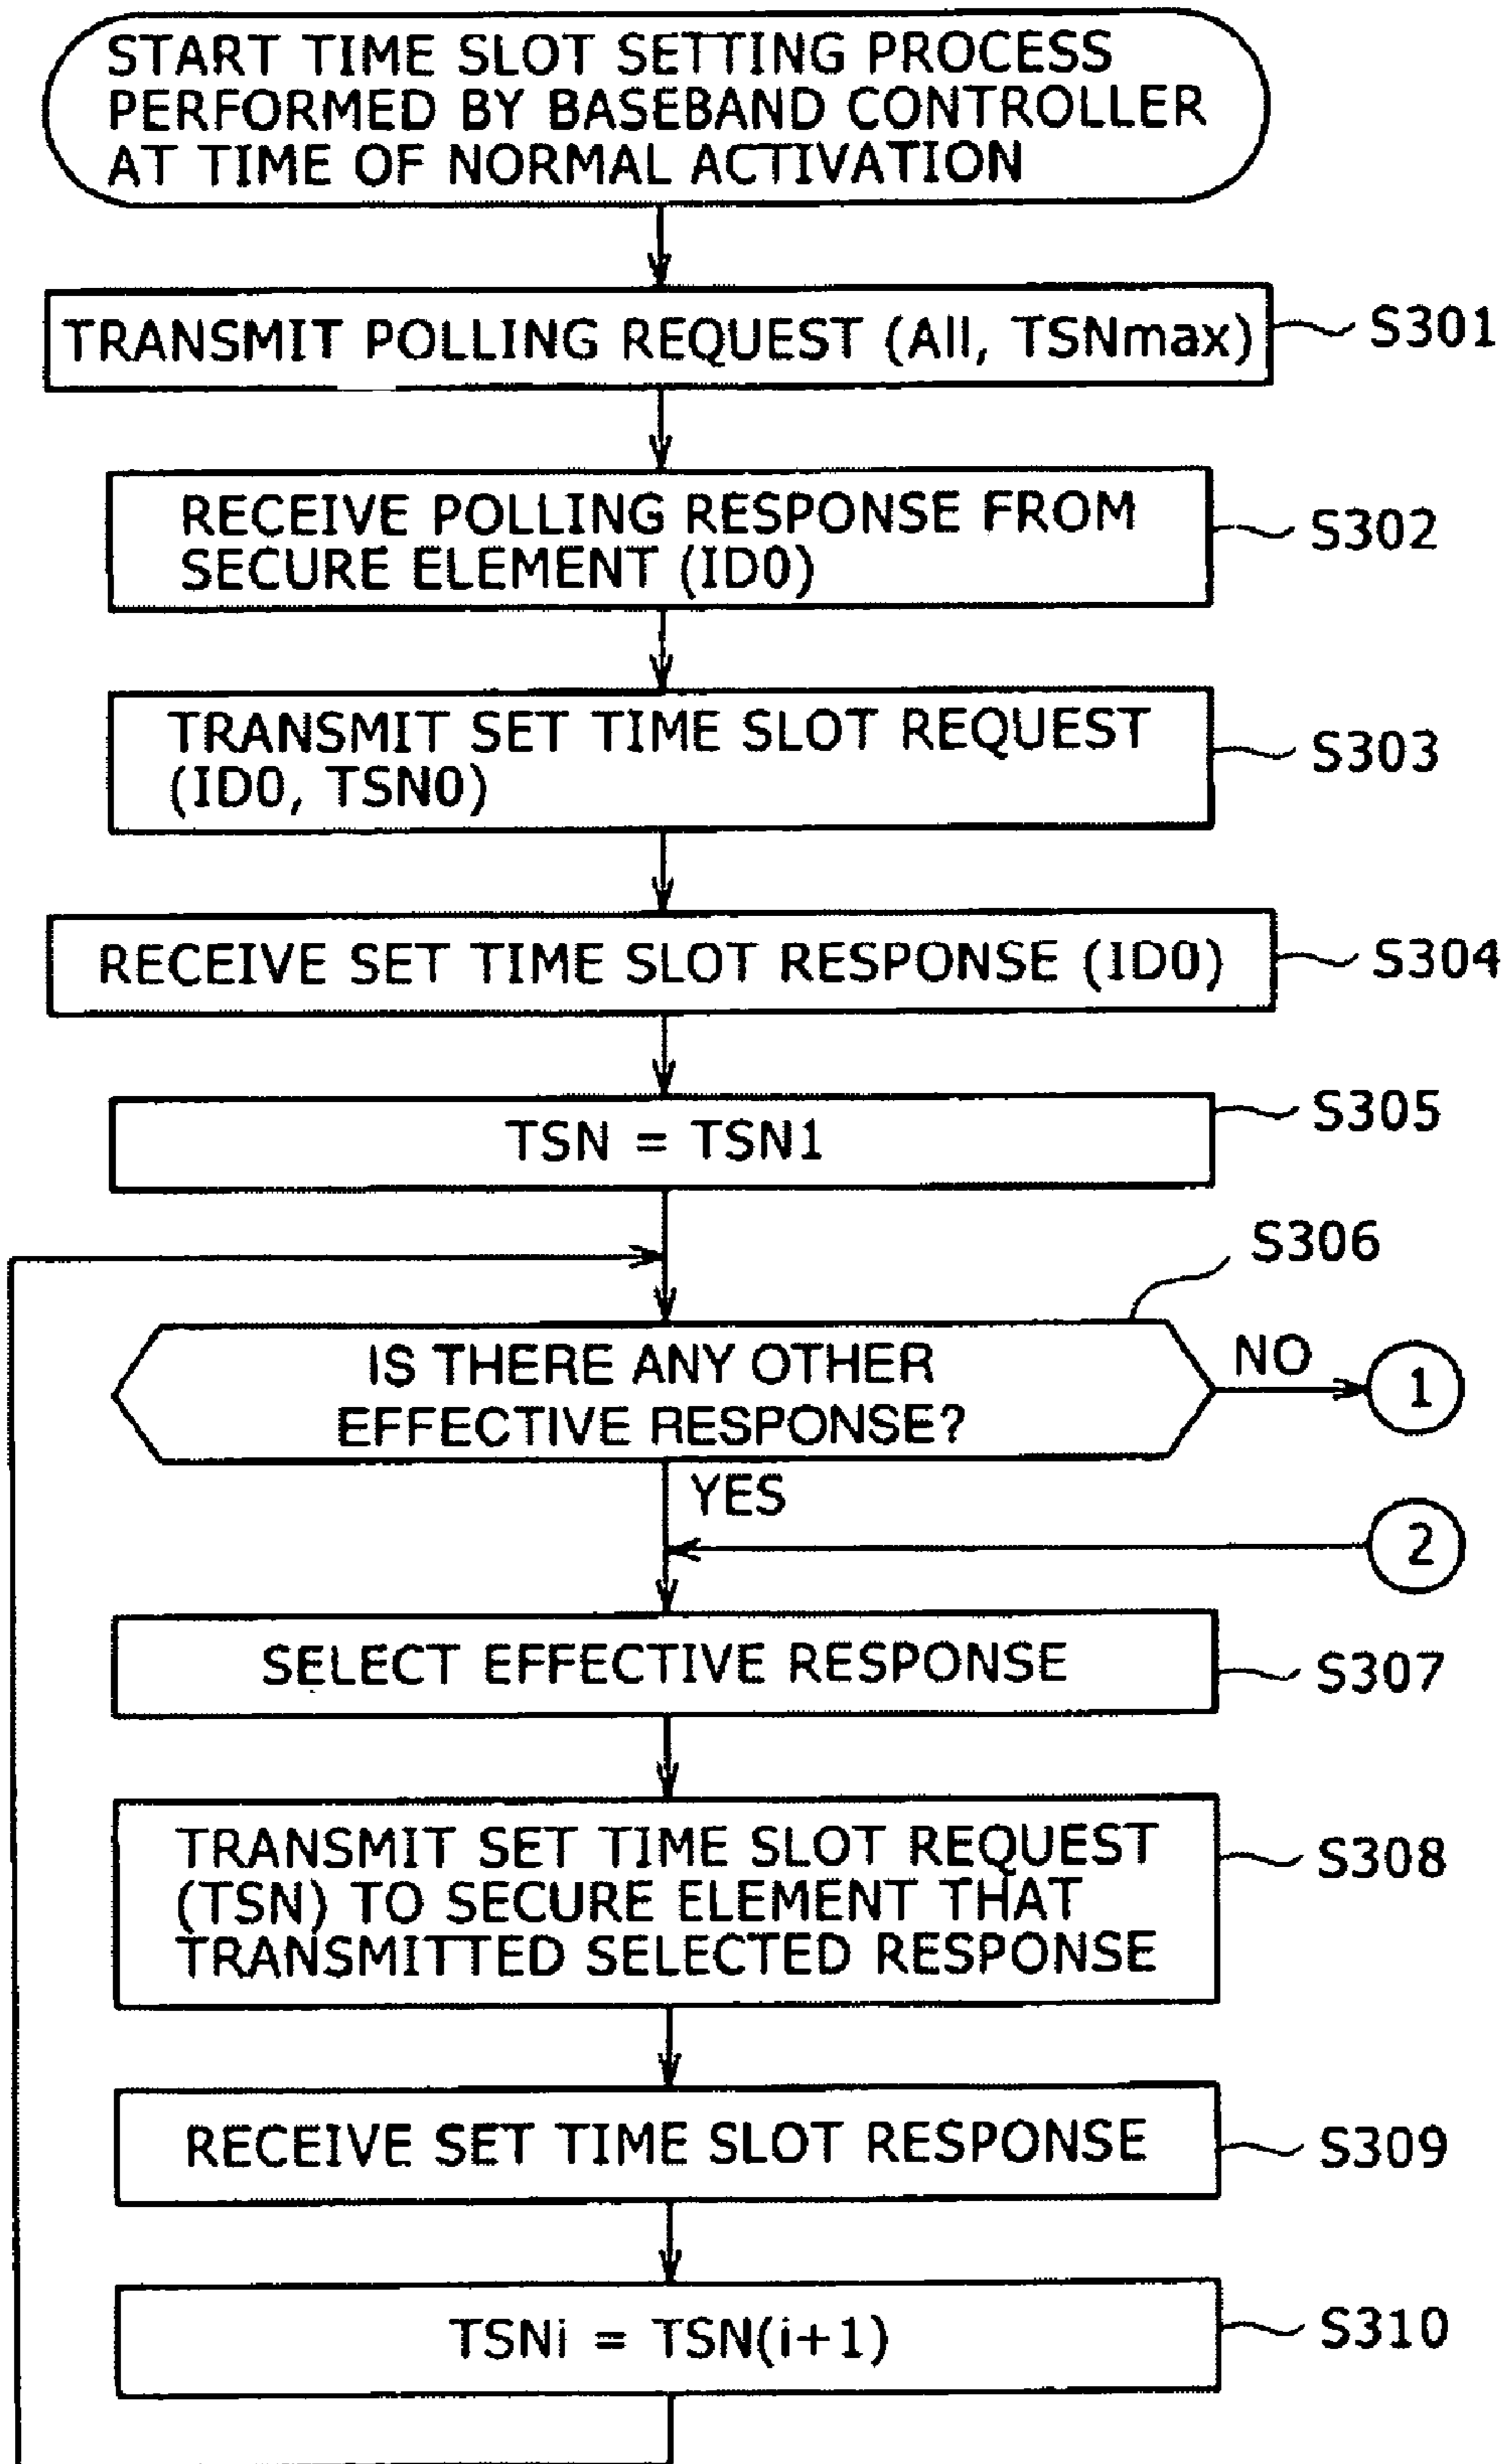 START TIME SLOT SETTING PROCESS
PERFORMED BY BASEBAND CONTROLLER
AT TIME OF NORMAL ACTIVATION
TRANSMIT POLLING REQUEST (All, TSNmax)
S301
RECEIVE POLLING RESPONSE FROM
SECURE ELEMENT (ID0)
S302
TRANSMIT SET TIME SLOT REQUEST
(ID0, TSN0)
S303
RECEIVE SET TIME SLOT RESPONSE (ID0)
S304
TSN = TSN1
S305
S306
IS THERE ANY OTHER
EFFECTIVE RESPONSE?
NO
1
YES
2
SELECT EFFECTIVE RESPONSE
S307
TRANSMIT SET TIME SLOT REQUEST
(TSN) TO SECURE ELEMENT THAT
TRANSMITTED SELECTED RESPONSE
S308
RECEIVE SET TIME SLOT RESPONSE
S309
TSNi = TSN(i+1)
S310